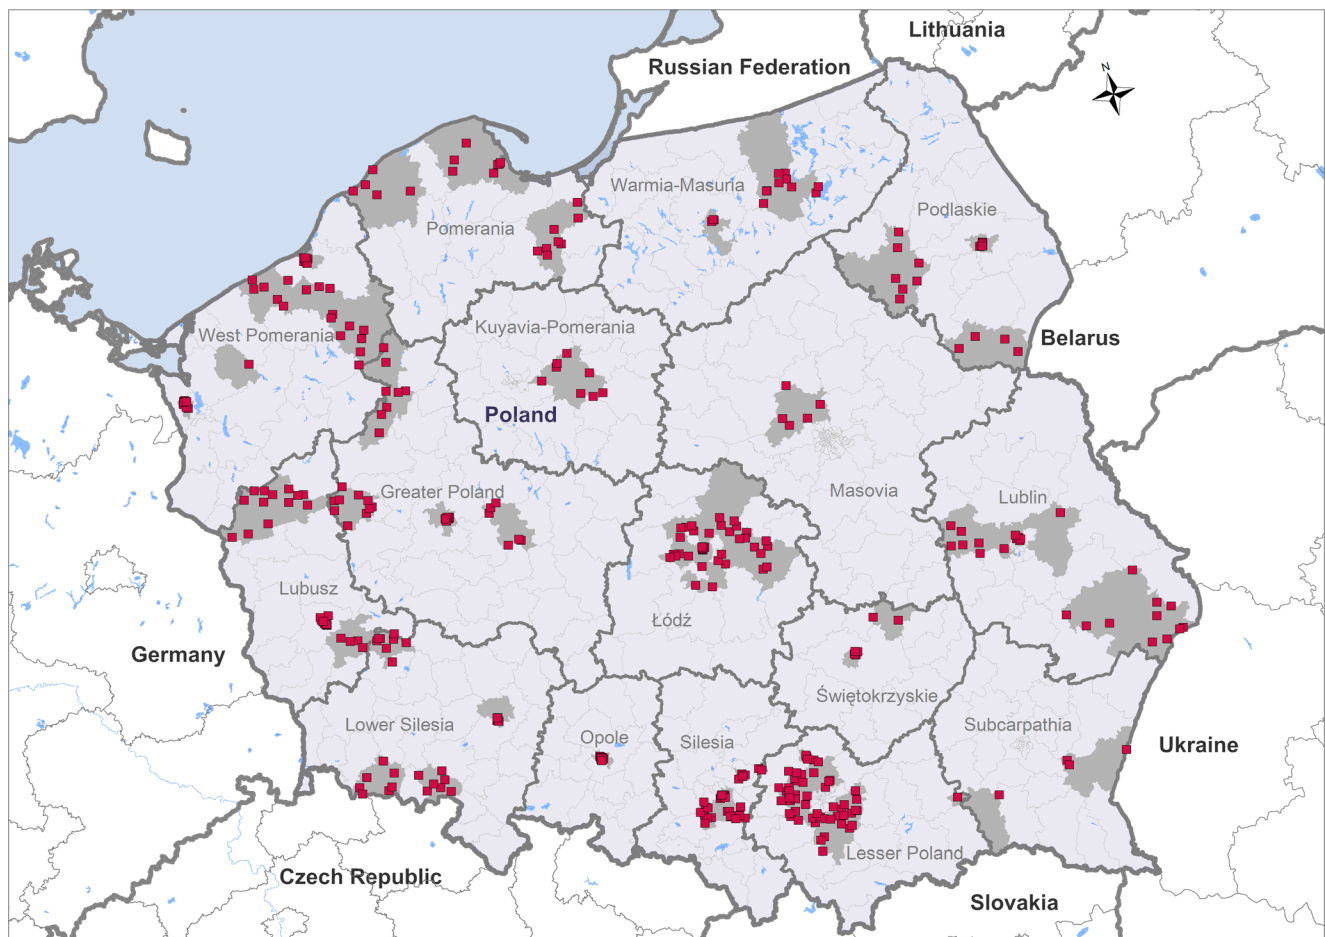 Lithuania
Russian Federation
N
Warmia-Masuria
Podlaskie
Pomerania
Kuyavia-Pomerania
West Pomerania
Belarus
Poland
Greater Poland
Masovia
Lublin
Lubusz
Łódź
Germany
Świętokrzyskie
Lower Silesia
Subcarpathia
Opole
Silesia
Ukraine
Lesser Poland
Czech Republic
Slovakia